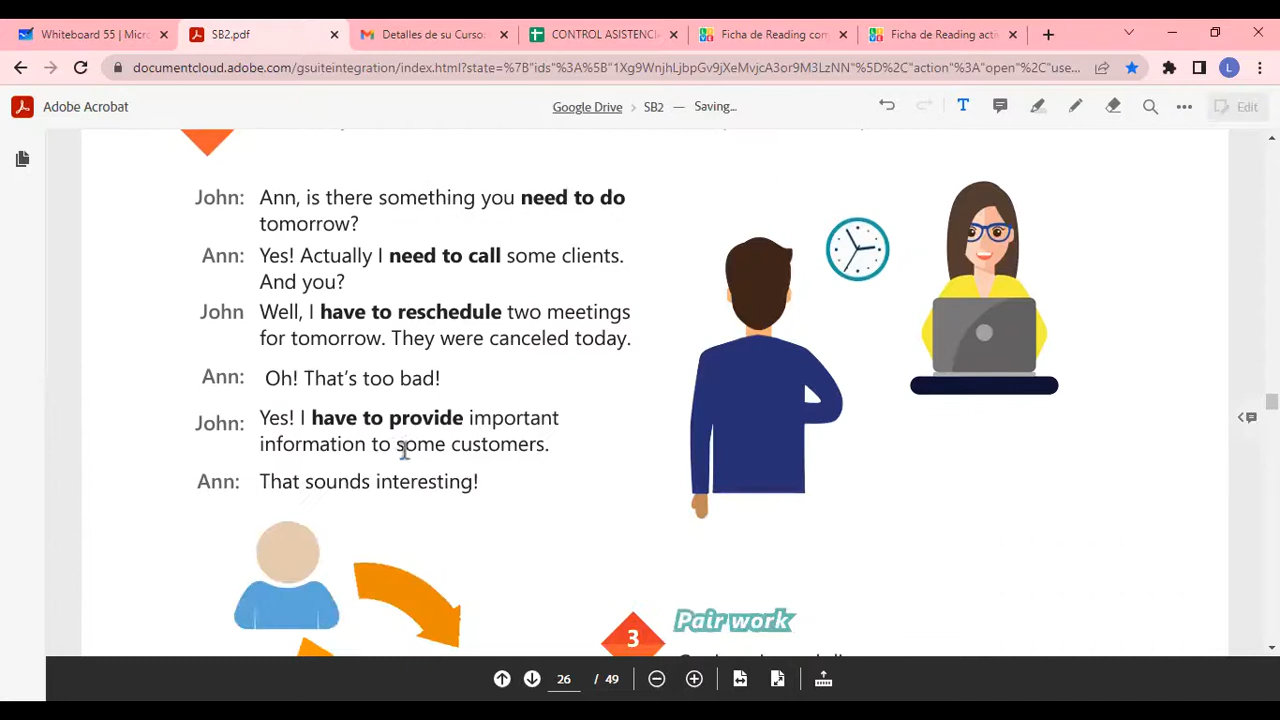 Whiteboard 55 | Micro
SB2.pdf
Detalles de su Curso:
CONTROL ASISTENCI
Ficha de Reading com
Ficha de Reading acti
documentcloud.adobe.com/gsuiteintegration/index.html?state=%7B"ids"%3A%5B"1Xg9WnjhLjbpGv9jXeMvjcA3or9M3LzNN"%5D%2C"action"%3A"open"%2C"use...
L
Adobe Acrobat
Google Drive > SB2 — Saving...
T
Edit
John: Ann, is there something you need to do
tomorrow?
Ann: Yes! Actually I need to call some clients.
And you?
John Well, I have to reschedule two meetings
for tomorrow. They were canceled today.
Ann: Oh! That's too bad!
John: Yes! I have to provide important
information to some customers.
Ann: That sounds interesting!
3 Pair work
26 / 49